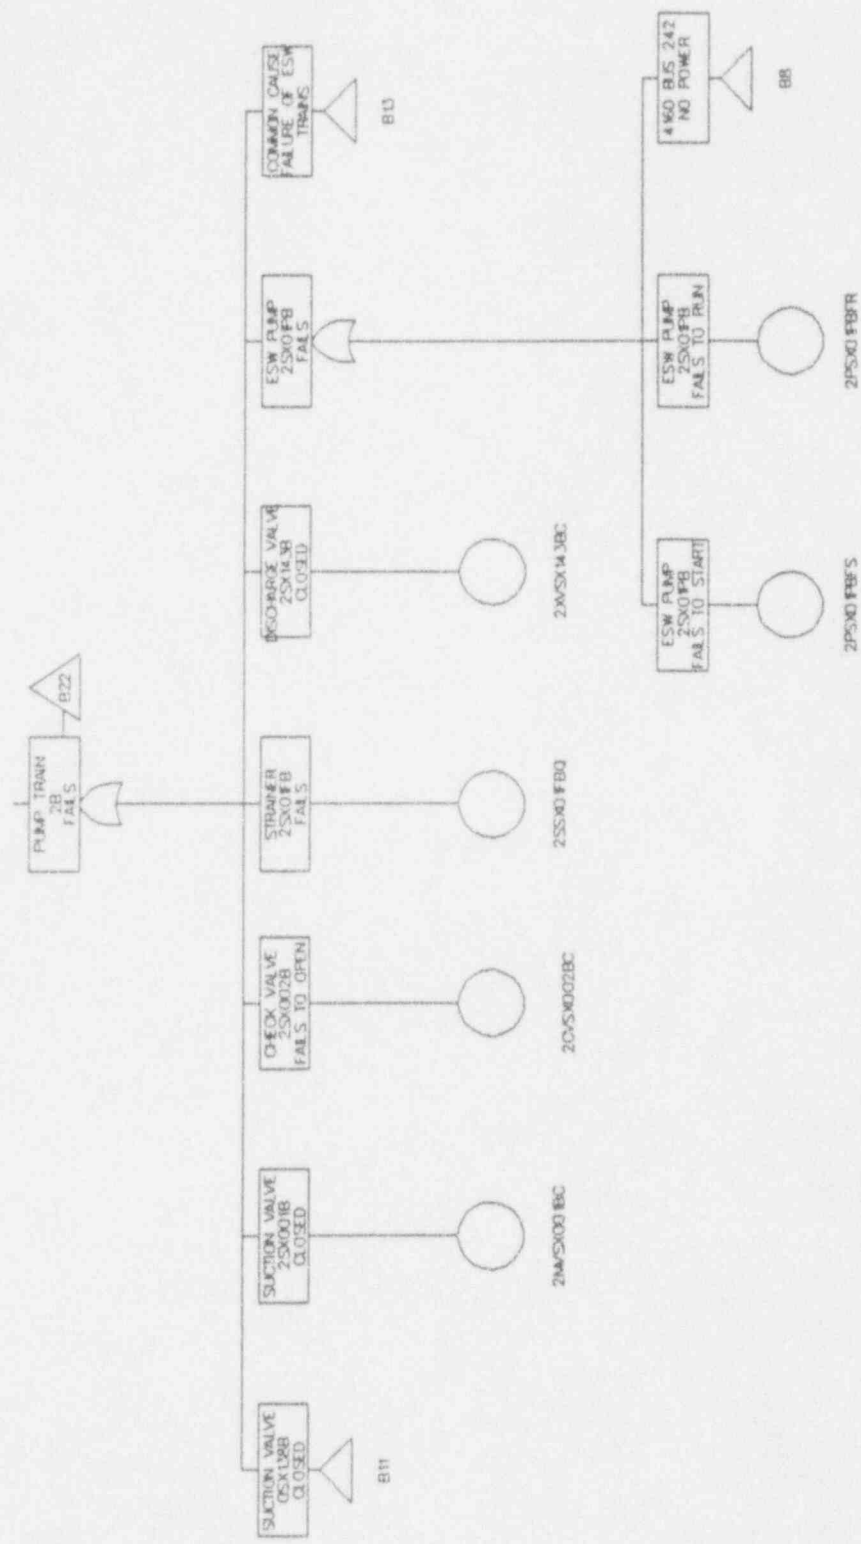 PUMP TRAIN
2B
FAILS
B22
SUCTION VALVE
0SX138B
CLOSED
B11
SUCTION VALVE
2SX001B
CLOSED
2MVSX001BC
CHECK VALVE
2SX002B
FAILS TO OPEN
2CVSX002BC
STRAINER
2SX01FB
FAILS
2SSX01FBQ
DISCHARGE VALVE
2SX143B
CLOSED
2XVSX143BC
ESW PUMP
2SX01PB
FAILS
COMMON CAUSE
FAILURE OF ESW
TRAINS
B13
ESW PUMP
2SX01PB
FAILS TO START
2PSX01PBFS
ESW PUMP
2SX01PB
FAILS TO RUN
2PSX01PBFR
4160 BUS 242
NO POWER
B8